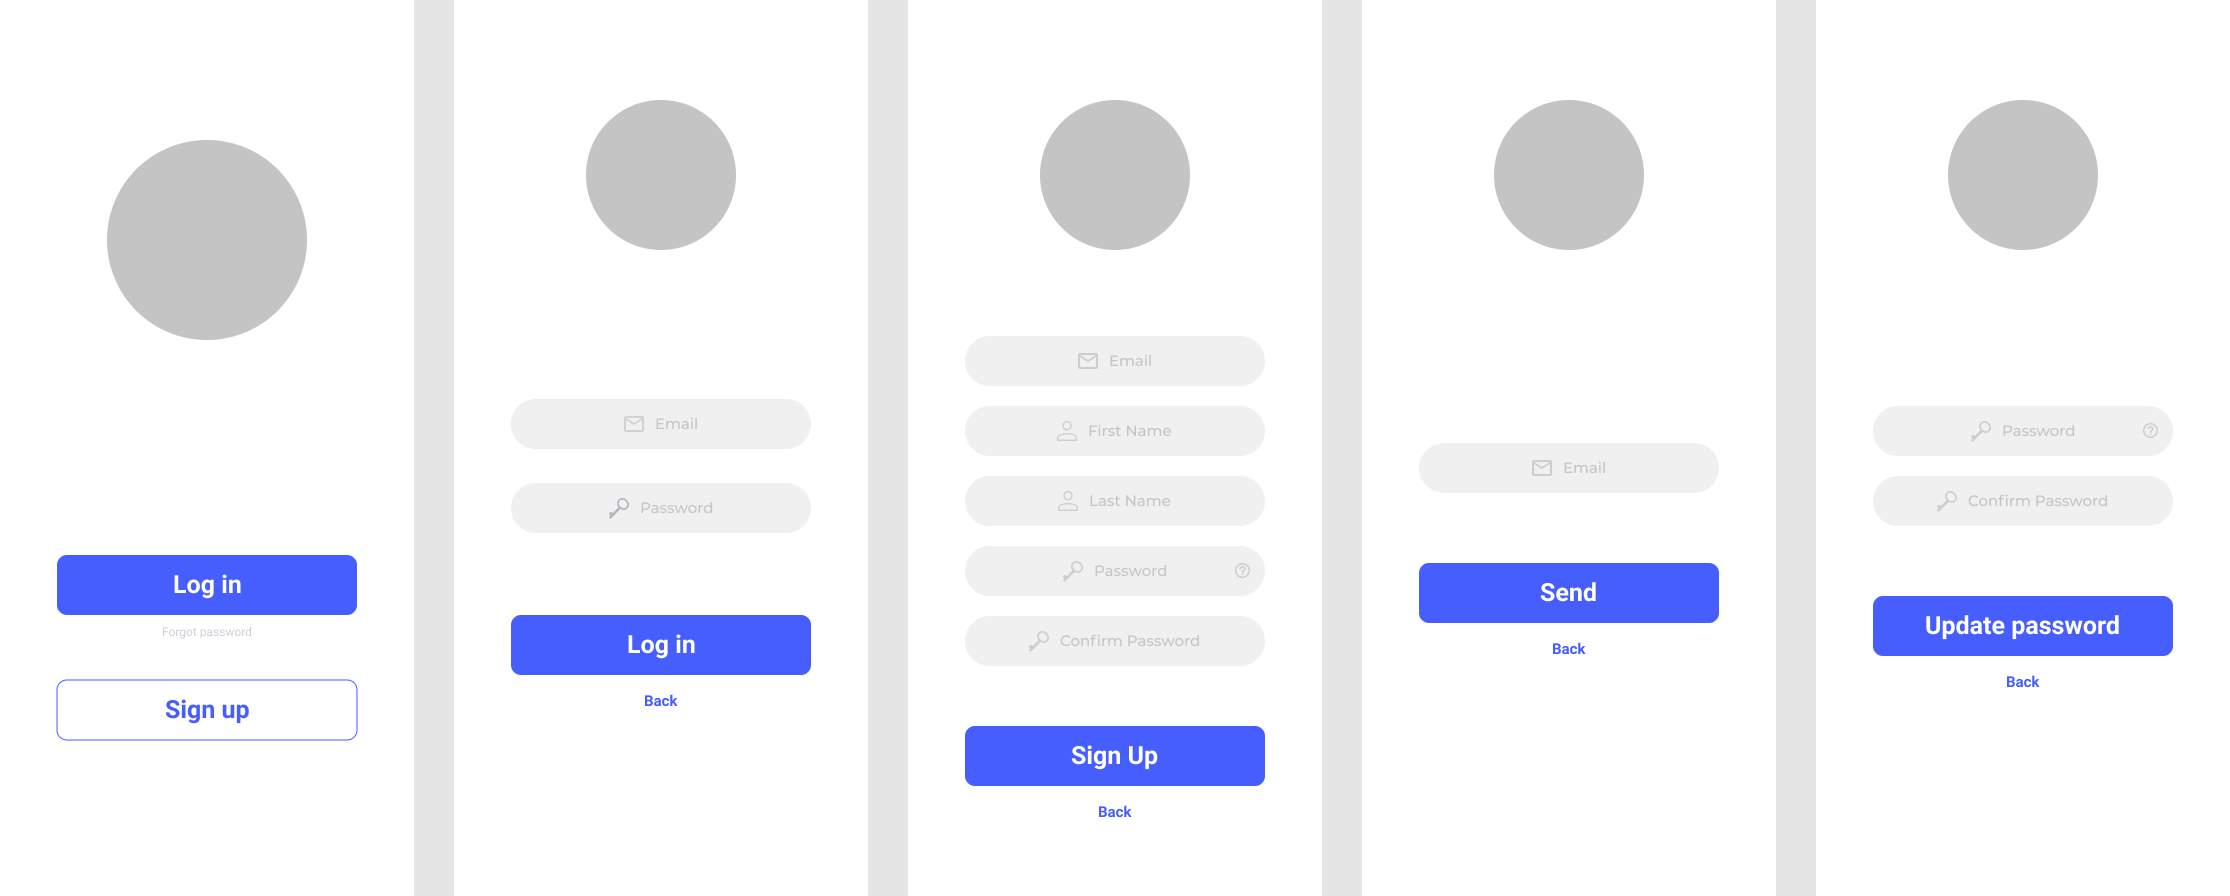 Log in
Forgot password
Sign up
Email
Password
Log in
Back
Email
First Name
Last Name
Password
Confirm Password
Sign Up
Back
Email
Send
Back
Password
Confirm Password
Update password
Back